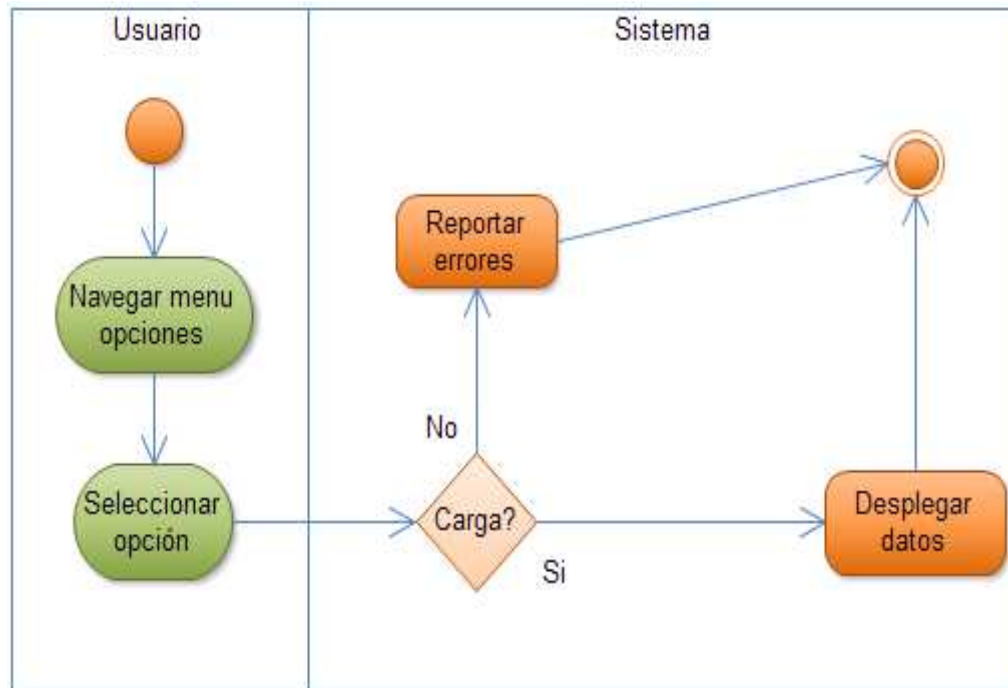 Usuario
Sistema
Navegar menu
opciones
Seleccionar
opción
Carga?
No
Reportar
errores
Si
Desplegar
datos